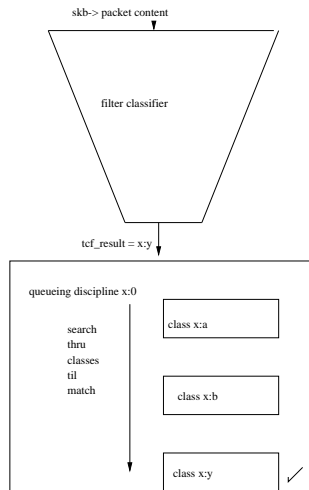 skb-> packet content
filter classifier
tcf_result = x:y
queueing discipline x:0
search
thru
classes
til
match
class x:a
class x:b
class x:y